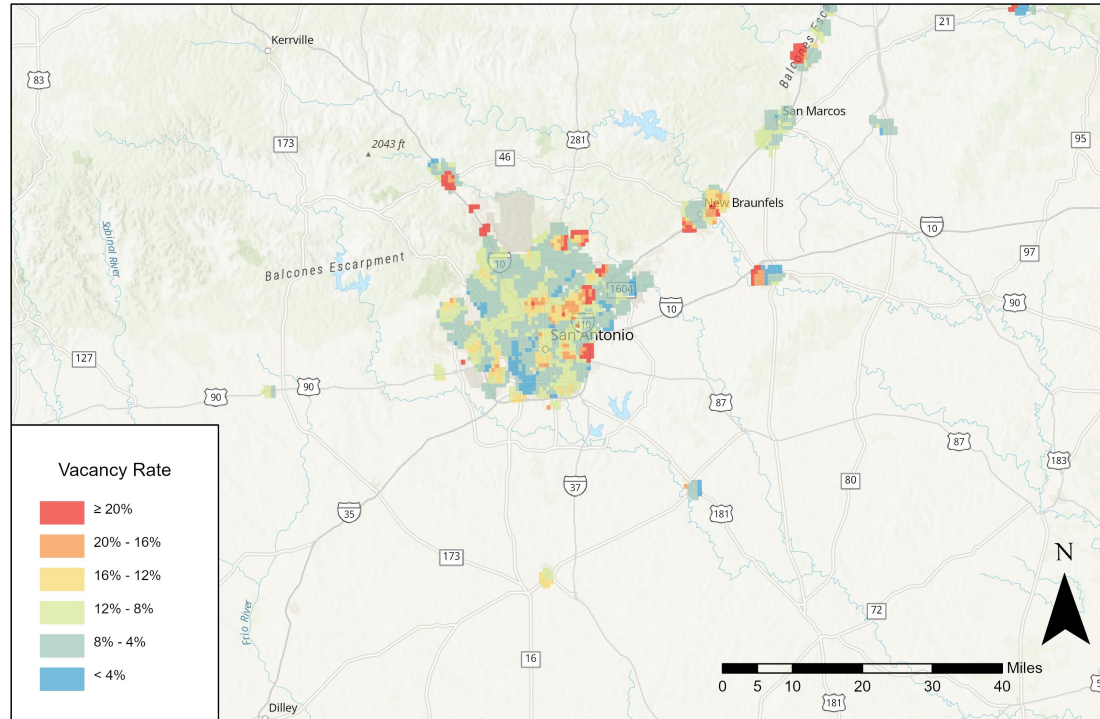 Balcones Esca
21
Kerrville
83
San Marcos
281
95
173
2043 ft
46
New Braunfels
Sabinal River
10
97
Balcones Escarpment
10
1604
90
10
410
San Antonio
127
90
90
87
87
183
80
37
181
35
173
72
Frio River
16
Dilley
181
5
Vacancy Rate
≥ 20%
20% - 16%
16% - 12%
12% - 8%
8% - 4%
< 4%
N
Miles
0 5 10 20 30 40